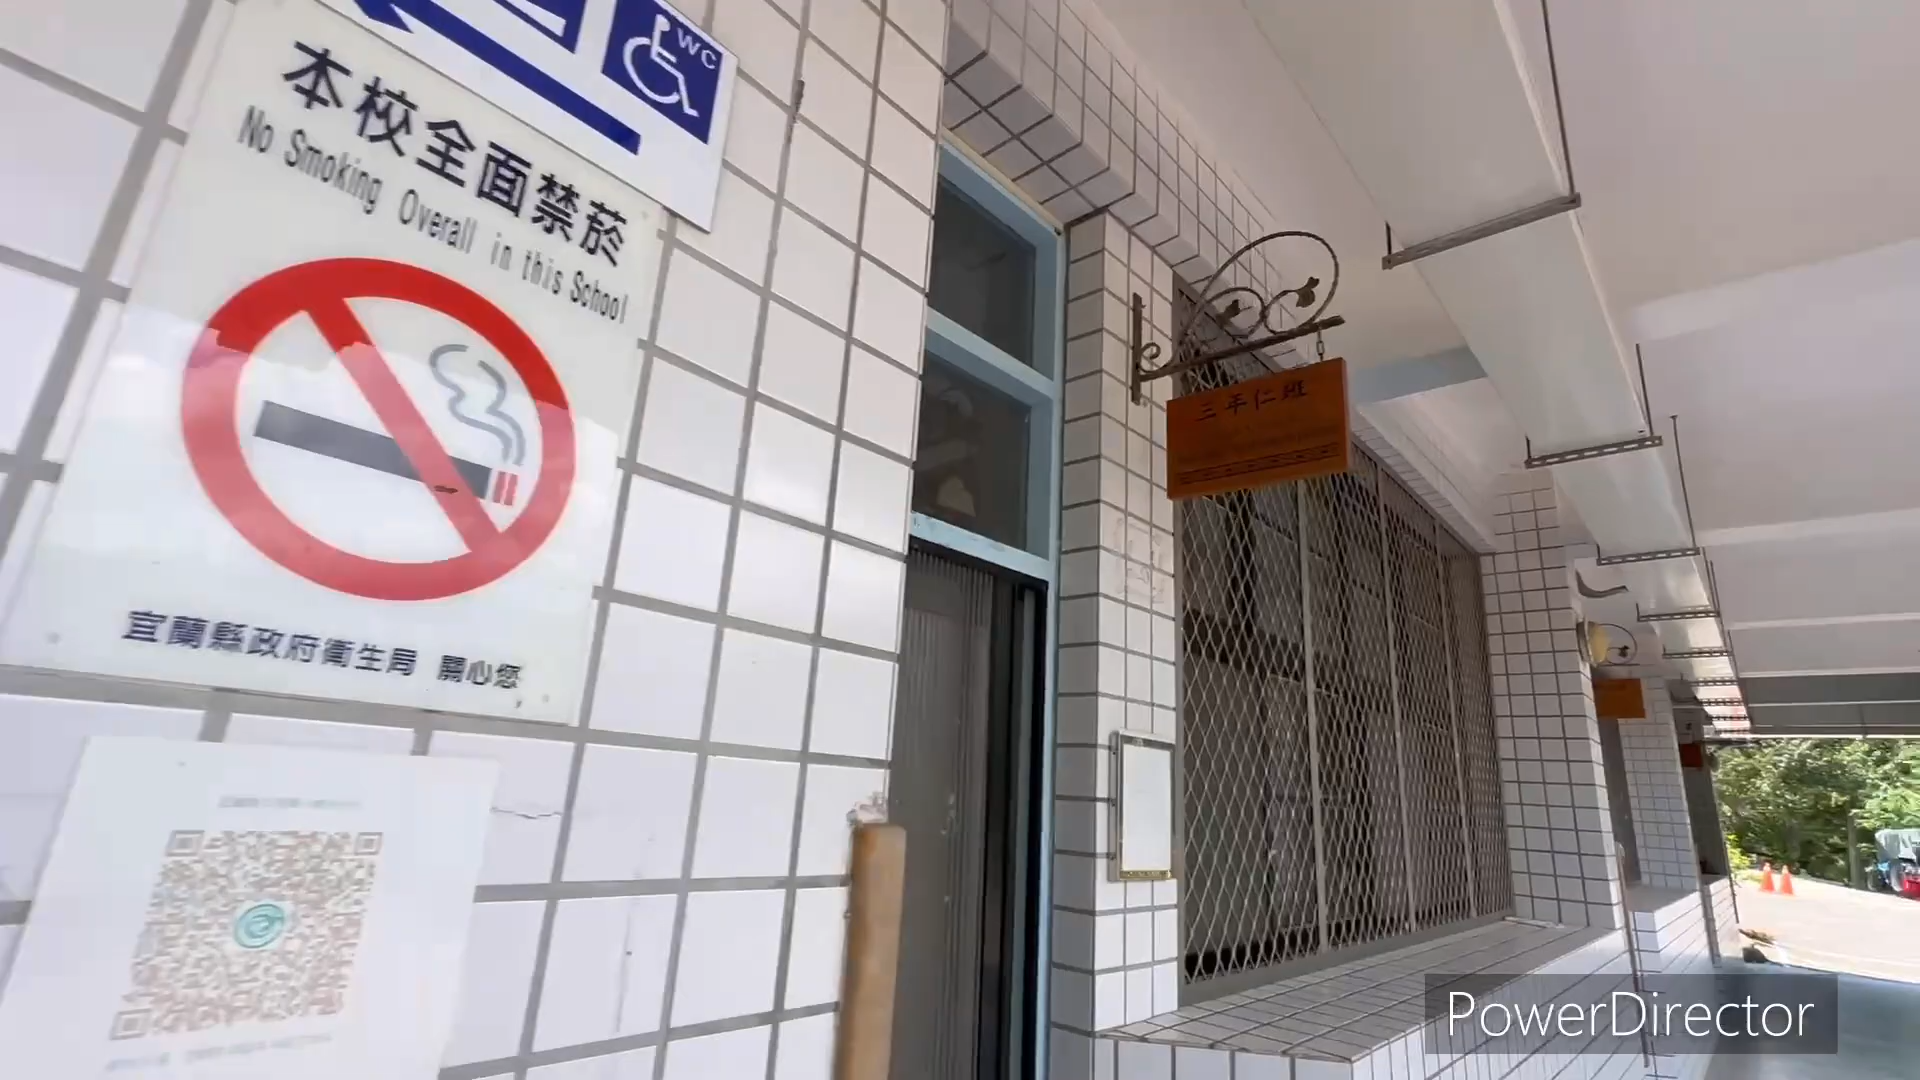 WC
本校全面禁菸
No Smoking Overall in this School
宜蘭縣政府衛生局 關心您
三年仁班
PowerDirector